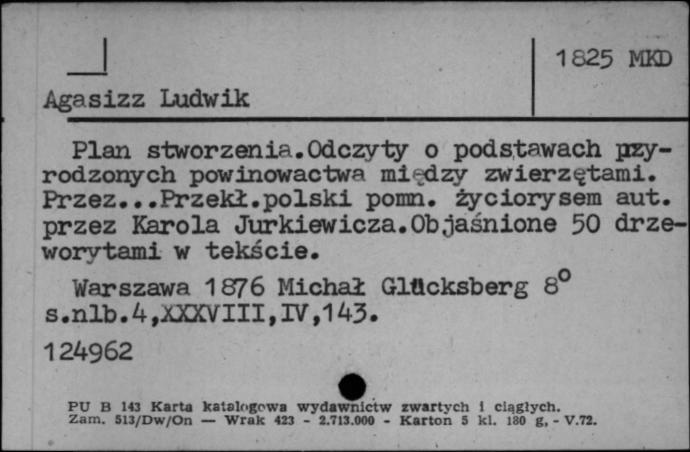 1825 MKD
Agasizz Ludwik
Plan stworzenia.Odczyty o podstawach pzy-
rodzonych powinowactwa między zwierzętami.
Przez...Przekł.polski pomn. życiorysem aut.
przez Karola Jurkiewicza.Objaśnione 50 drze-
worytami w tekście.
Warszawa 1876 Michał Glücksberg 8°
s.nlb.4,XXXVIII,IV,143.
124962
PU B 143 Karta katalogowa wydawnictw zwartych i ciągłych.
Zam. 513/Dw/On — Wrak 423 - 2.713.000 - Karton 5 kl. 180 g, - V.72.